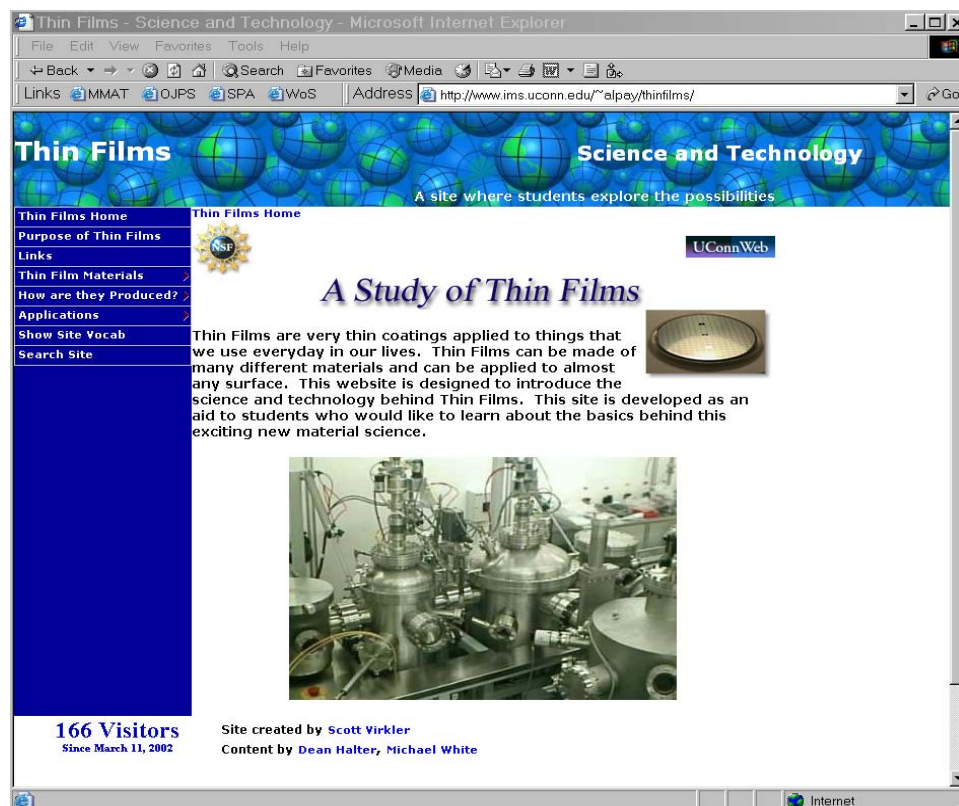 Thin Films - Science and Technology - Microsoft Internet Explorer
File Edit View Favorites Tools Help
Back Search Favorites Media
Links MMAT OJPS SPA WoS Address http://www.ims.uconn.edu/~alpay/thinfilms/ Go
Thin Films Science and Technology
A site where students explore the possibilities
Thin Films Home
Purpose of Thin Films
Links
Thin Film Materials
How are they Produced?
Applications
Show Site Vocab
Search Site
Thin Films Home
NSF
UConnWeb
A Study of Thin Films
Thin Films are very thin coatings applied to things that
we use everyday in our lives. Thin Films can be made of
many different materials and can be applied to almost
any surface. This website is designed to introduce the
science and technology behind Thin Films. This site is developed as an
aid to students who would like to learn about the basics behind this
exciting new material science.
166 Visitors
Since March 11, 2002
Site created by Scott Virkler
Content by Dean Halter, Michael White
Internet